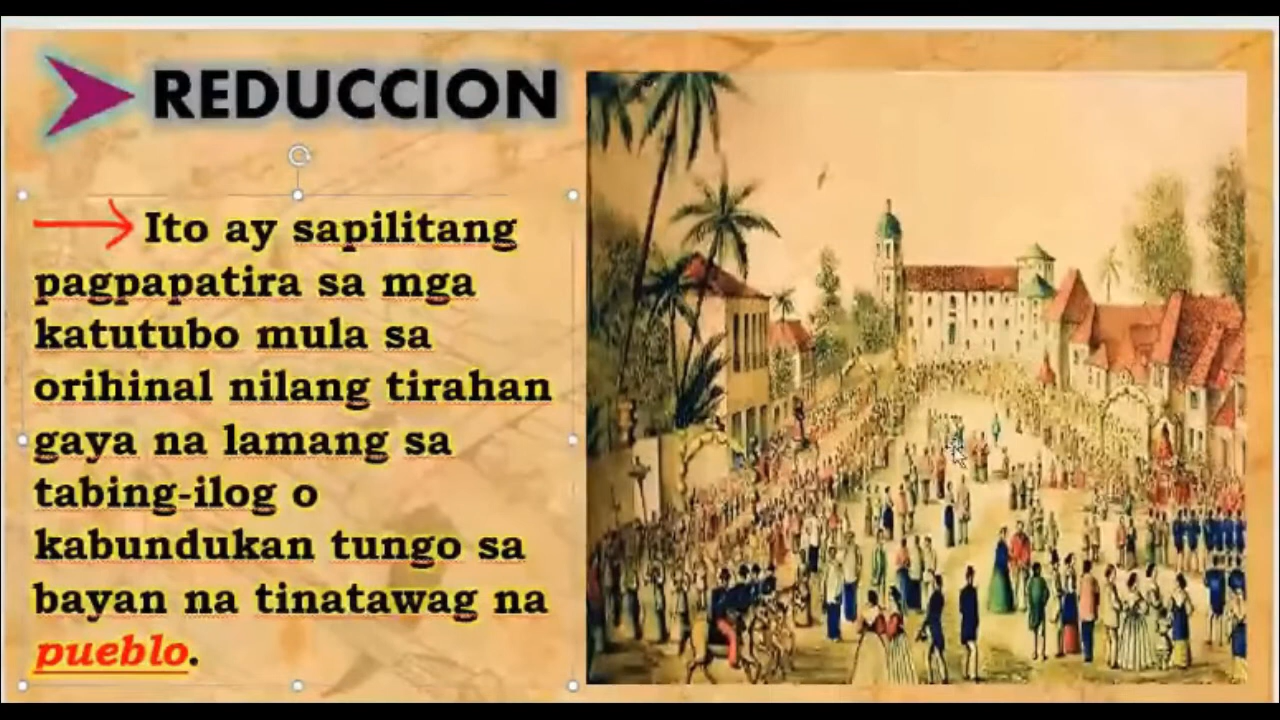 REDUCCION
Ito ay sapilitang
pagpapatira sa mga
katutubo mula sa
orihinal nilang tirahan
gaya na lamang sa
tabing-ilog o
kabundukan tungo sa
bayan na tinatawag na
pueblo.